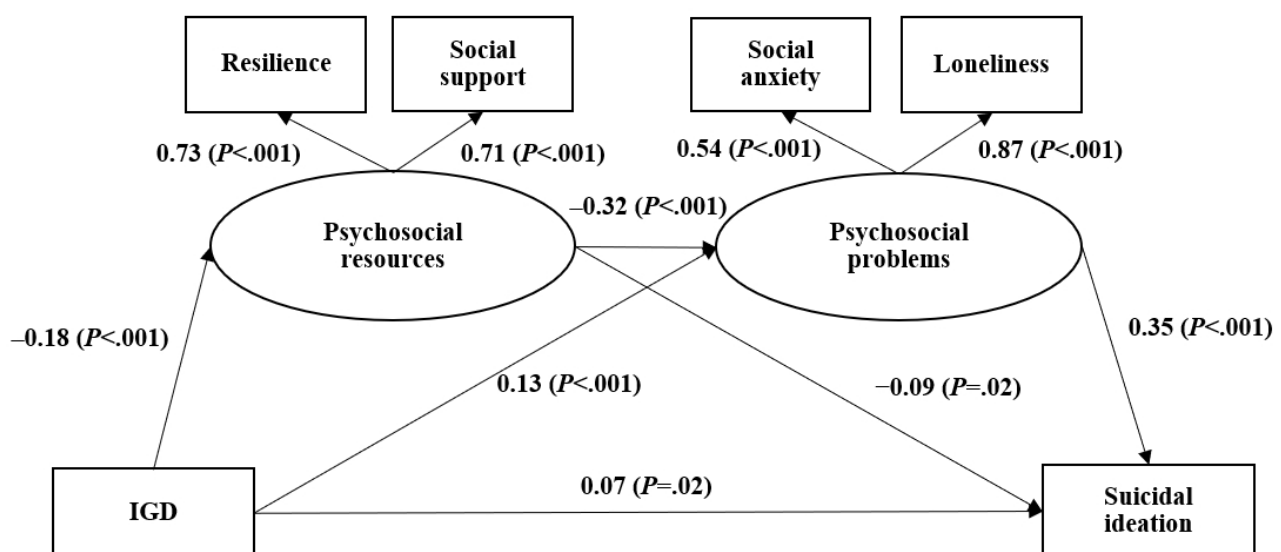 Resilience
Social
support
Social
anxiety
Loneliness
0.73 (P<.001)
0.71 (P<.001)
0.54 (P<.001)
0.87 (P<.001)
−0.32 (P<.001)
Psychosocial
resources
Psychosocial
problems
−0.18 (P<.001)
0.35 (P<.001)
0.13 (P<.001)
−0.09 (P=.02)
0.07 (P=.02)
IGD
Suicidal
ideation